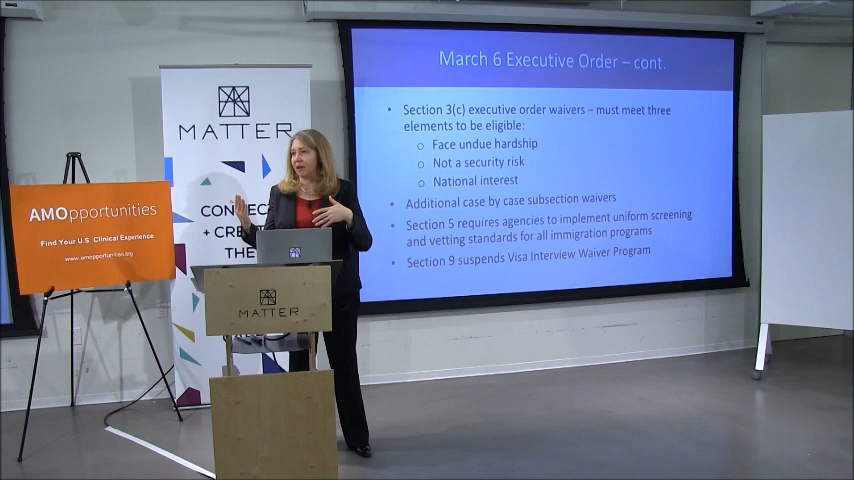 March 6 Executive Order – cont.
• Section 3(c) executive order waivers – must meet three
elements to be eligible:
o Face undue hardship
o Not a security risk
o National interest
• Additional case by case subsection waivers
• Section 5 requires agencies to implement uniform screening
and vetting standards for all immigration programs
• Section 9 suspends Visa Interview Waiver Program
MATTER
+ THE
AMOpportunities
Find Your U.S Clinical Experience
www.amopportunities.org
MATTER